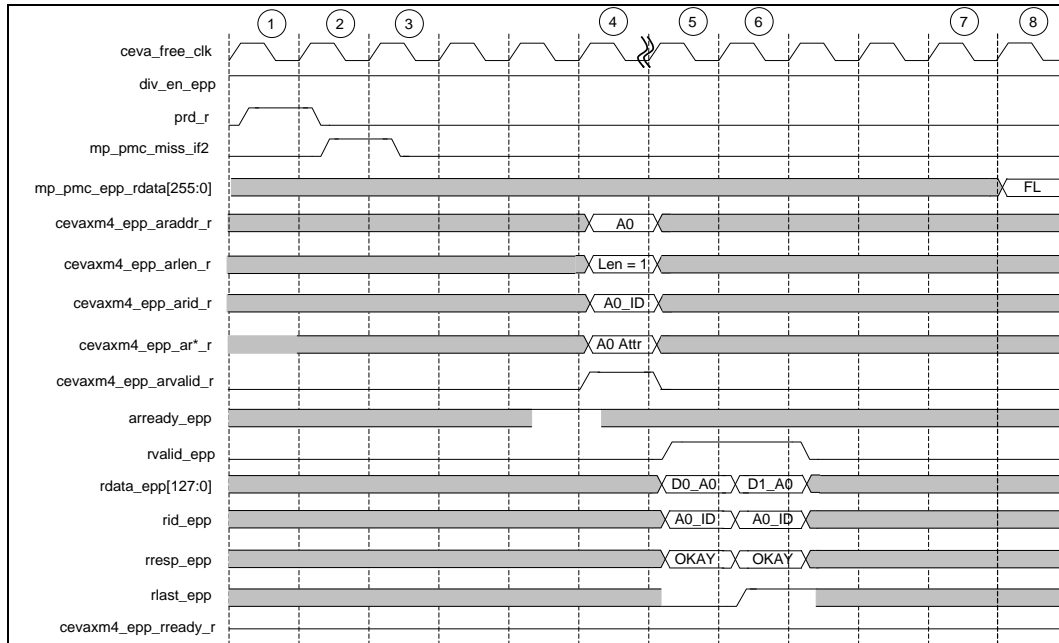 1 2 3 4 5 6 7 8
ceva_free_clk
div_en_epp
prd_r
mp_pmc_miss_if2
mp_pmc_epp_rdata[255:0] FL
cevaxm4_epp_araddr_r A0
cevaxm4_epp_arlen_r Len = 1
cevaxm4_epp_arid_r A0_ID
cevaxm4_epp_ar*_r A0 Attr
cevaxm4_epp_arvalid_r
arready_epp
rvalid_epp
rdata_epp[127:0] D0_A0 D1_A0
rid_epp A0_ID A0_ID
rresp_epp OKAY OKAY
rlast_epp
cevaxm4_epp_rready_r